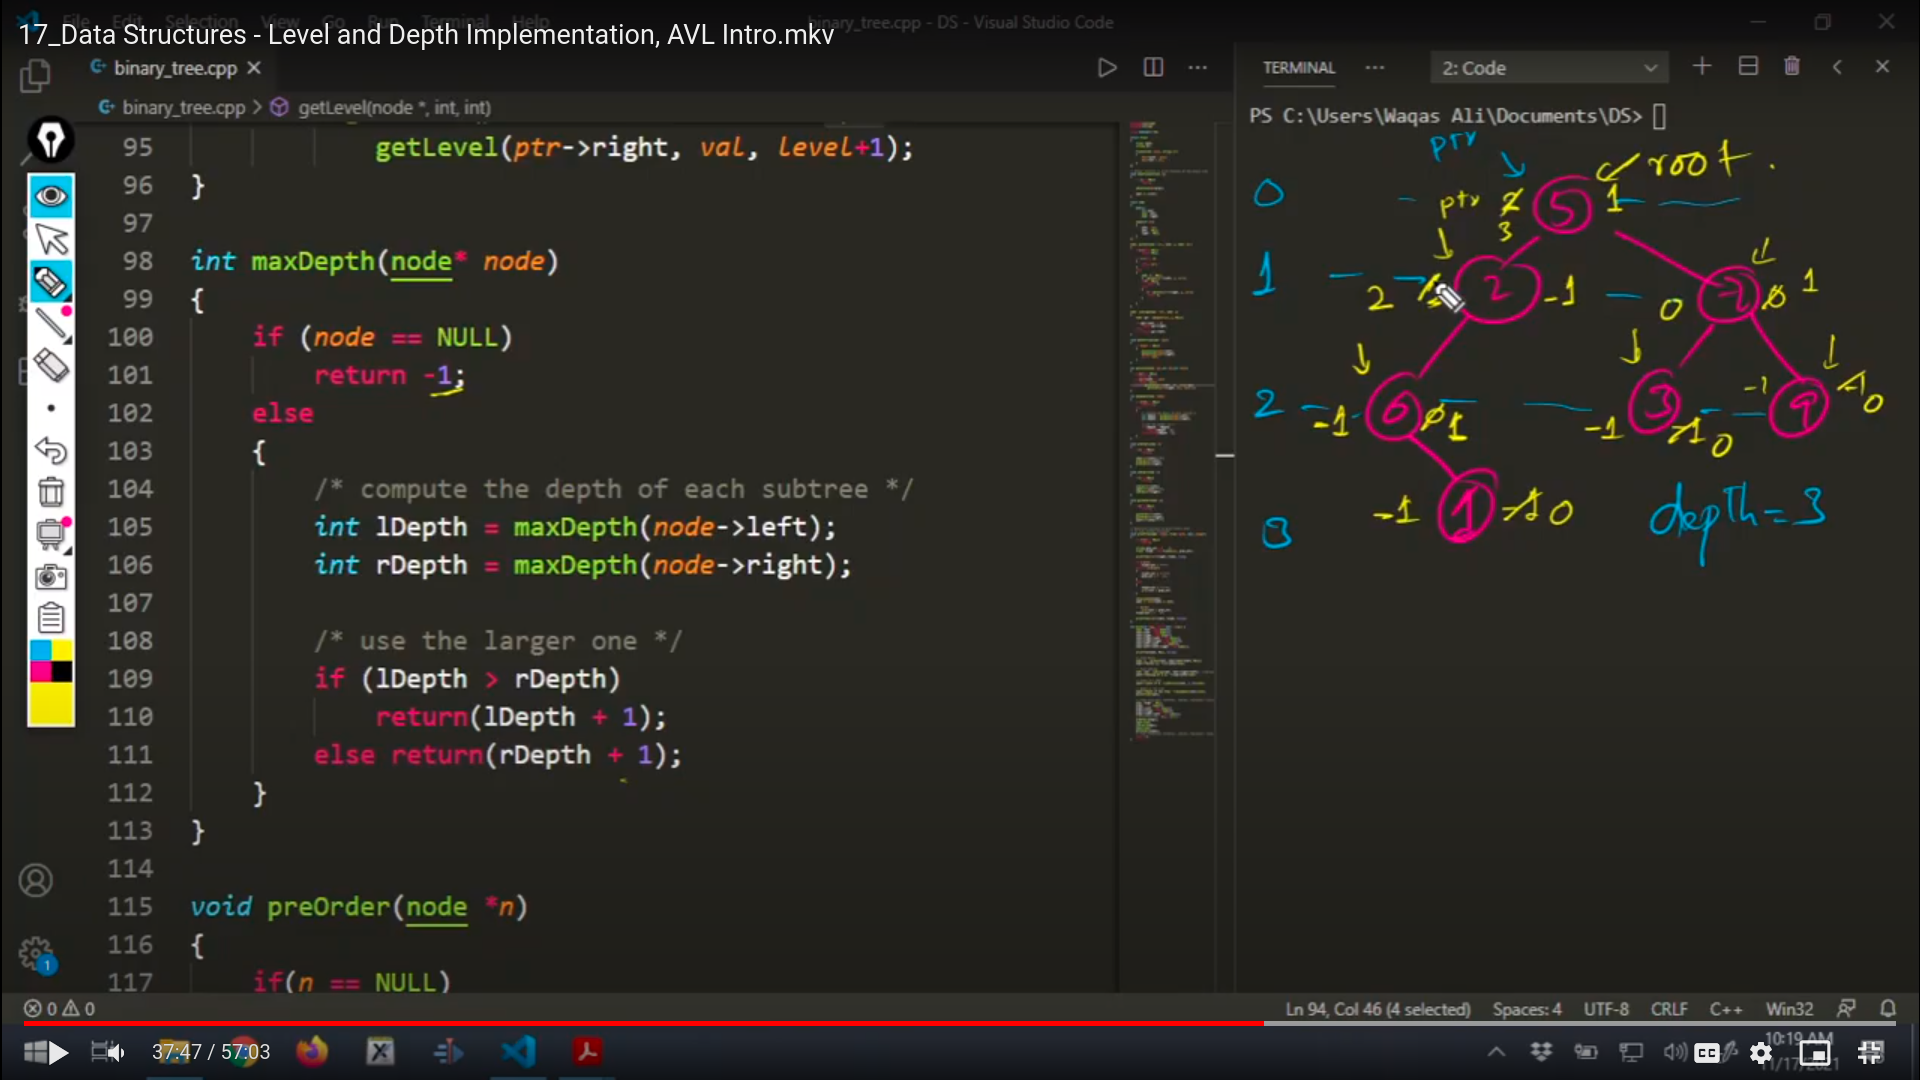 File Edit Selection View Go Run Terminal Help
binary_tree.cpp - DS - Visual Studio Code
17_Data Structures - Level and Depth Implementation, AVL Intro.mkv
binary_tree.cpp
binary_tree.cpp > getLevel(node *, int, int)
95 getLevel(ptr->right, val, level+1);
96 }
97
98 int maxDepth(node* node)
99 {
100 if (node == NULL)
101 return -1;
102 else
103 {
104 /* compute the depth of each subtree */
105 int lDepth = maxDepth(node->left);
106 int rDepth = maxDepth(node->right);
107
108 /* use the larger one */
109 if (lDepth > rDepth)
110 return(lDepth + 1);
111 else return(rDepth + 1);
112 }
113 }
114
115 void preOrder(node *n)
116 {
117 if(n == NULL)
TERMINAL
2: Code
PS C:\Users\Waqas Ali\Documents\DS>
ptr
root
0 ptr 2 5 1
3
1 2 2 -1 0 1
2 -1 6 0 1 -1 3 -1 0 -1 9 -1 0
3 -1 1 -1 0
depth=3
1
0 0
Ln 94, Col 46 (4 selected) Spaces: 4 UTF-8 CRLF C++ Win32
37:47 / 57:03
10:19 AM
11/17/2021
CC